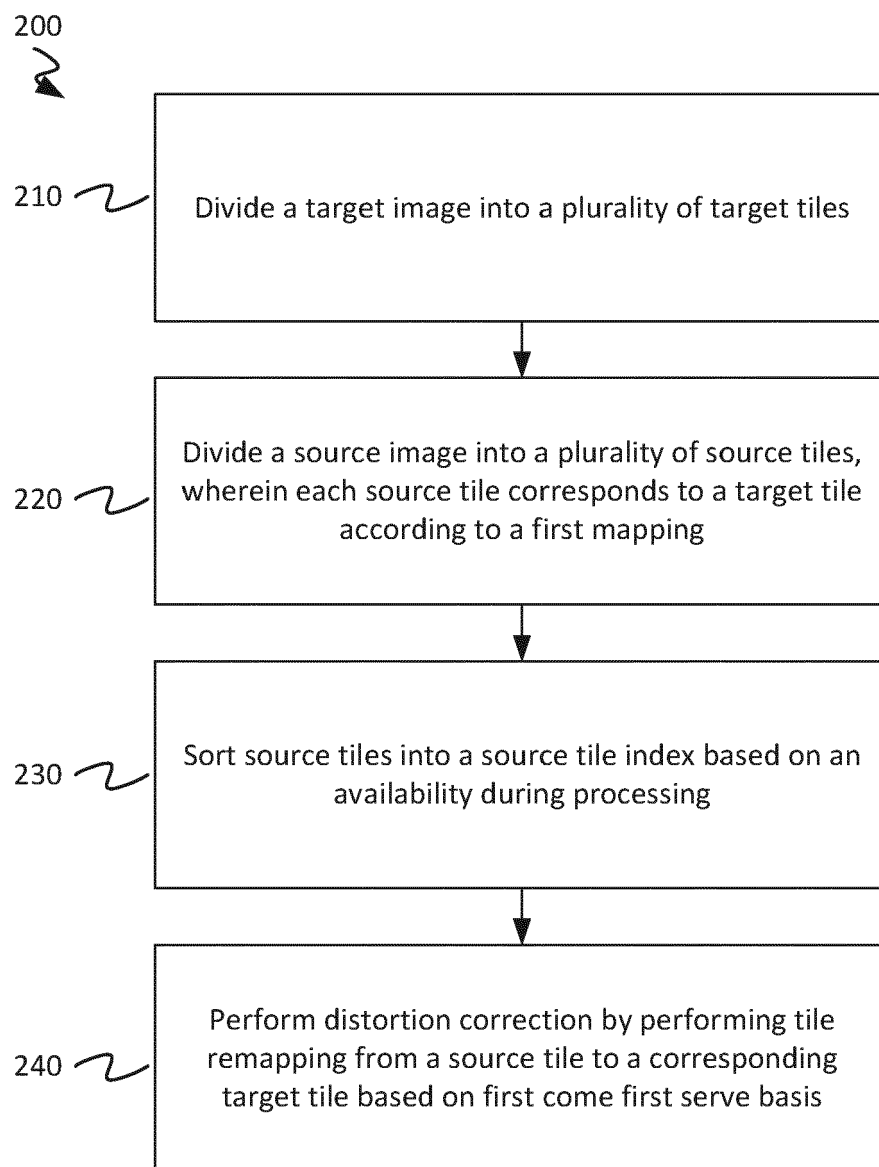 200
210
Divide a target image into a plurality of target tiles
220
Divide a source image into a plurality of source tiles,
wherein each source tile corresponds to a target tile
according to a first mapping
230
Sort source tiles into a source tile index based on an
availability during processing
240
Perform distortion correction by performing tile
remapping from a source tile to a corresponding
target tile based on first come first serve basis